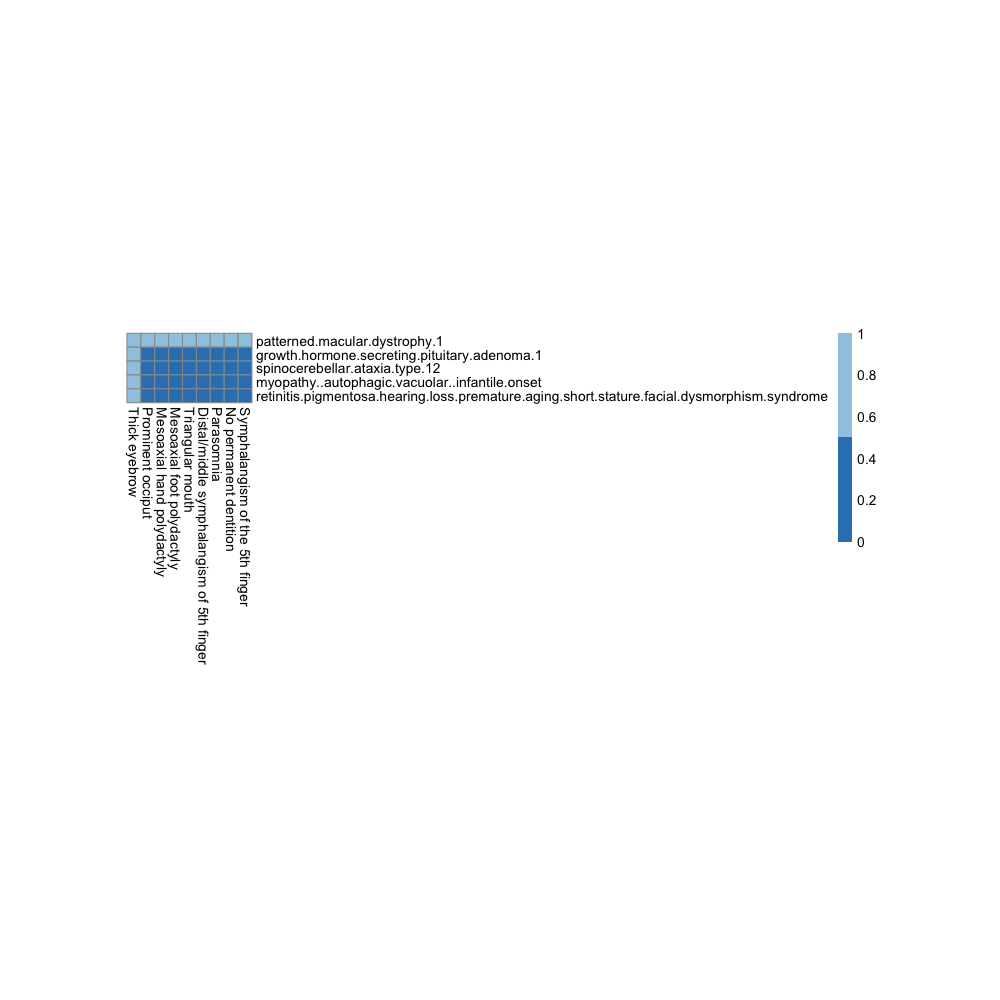 patterned.macular.dystrophy.1
growth.hormone.secreting.pituitary.adenoma.1
spinocerebellar.ataxia.type.12
myopathy..autophagic.vacuolar..infantile.onset
retinitis.pigmentosa.hearing.loss.premature.aging.short.stature.facial.dysmorphism.syndrome
Thick eyebrow
Prominent occiput
Mesoaxial hand polydactyly
Mesoaxial foot polydactyly
Triangular mouth
Distal/middle symphalangism of 5th finger
Parasomnia
No permanent dentition
Symphalangism of the 5th finger
1
0.8
0.6
0.4
0.2
0